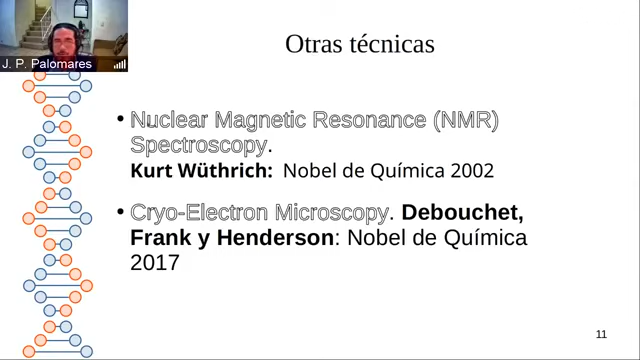 J. P. Palomares
Otras técnicas
• Nuclear Magnetic Resonance (NMR)
Spectroscopy.
Kurt Wüthrich: Nobel de Química 2002
• Cryo-Electron Microscopy. Debouchet,
Frank y Henderson: Nobel de Química
2017
11